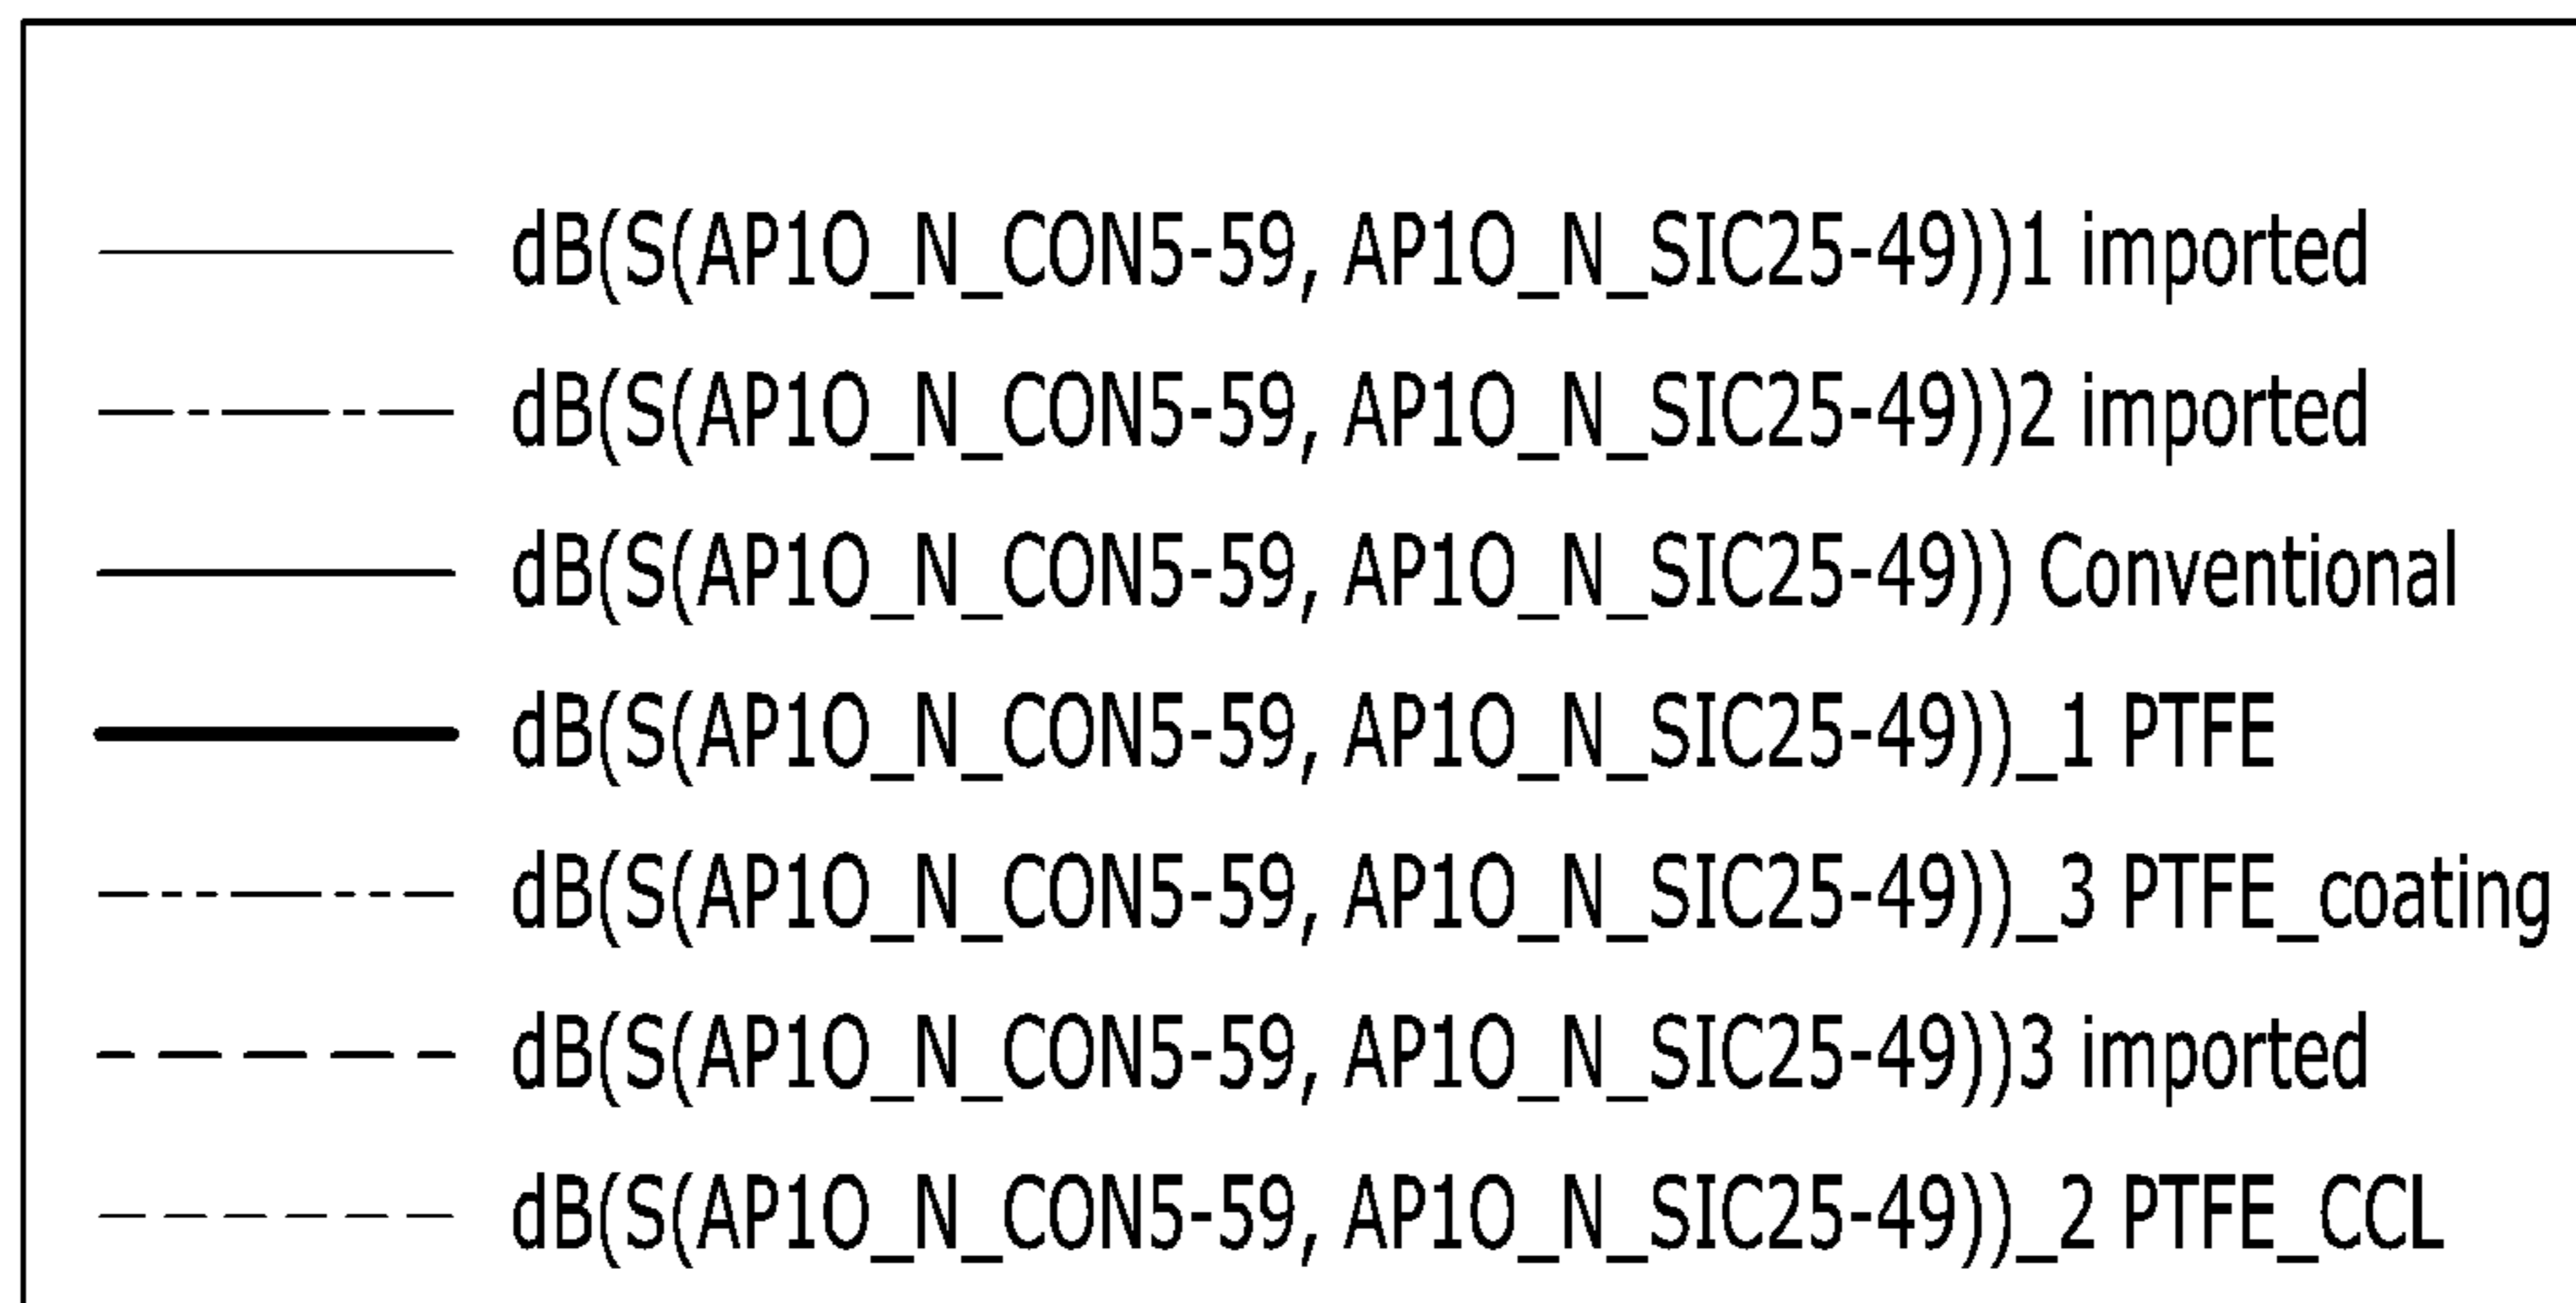 dB(S(AP1O_N_CON5-59, AP1O_N_SIC25-49))1 imported
dB(S(AP1O_N_CON5-59, AP1O_N_SIC25-49))2 imported
dB(S(AP1O_N_CON5-59, AP1O_N_SIC25-49)) Conventional
dB(S(AP1O_N_CON5-59, AP1O_N_SIC25-49))_1 PTFE
dB(S(AP1O_N_CON5-59, AP1O_N_SIC25-49))_3 PTFE_coating
dB(S(AP1O_N_CON5-59, AP1O_N_SIC25-49))3 imported
dB(S(AP1O_N_CON5-59, AP1O_N_SIC25-49))_2 PTFE_CCL